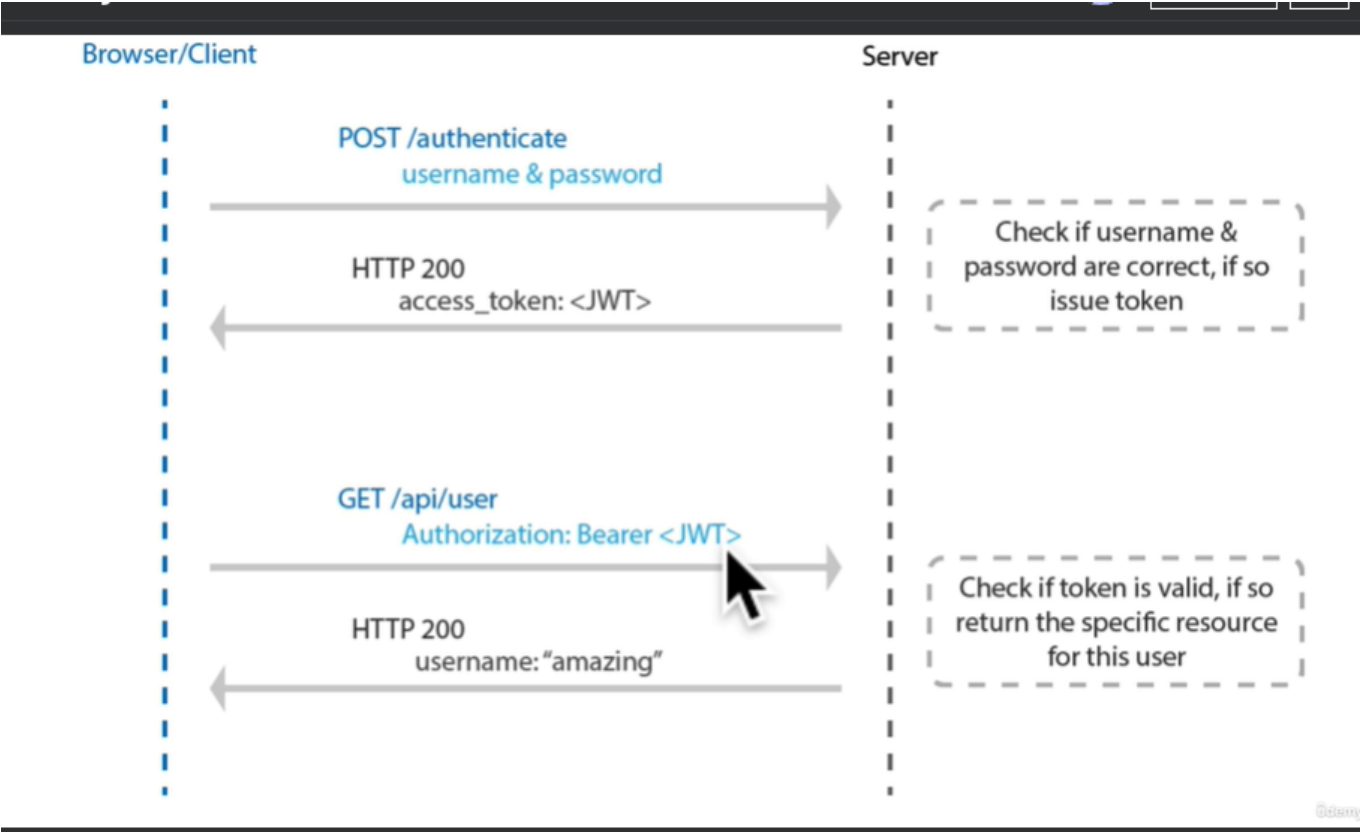 Browser/Client
Server
POST /authenticate
username & password
Check if username &
password are correct, if so
issue token
HTTP 200
access_token: <JWT>
GET /api/user
Authorization: Bearer <JWT>
Check if token is valid, if so
return the specific resource
for this user
HTTP 200
username: “amazing”
ûdemy